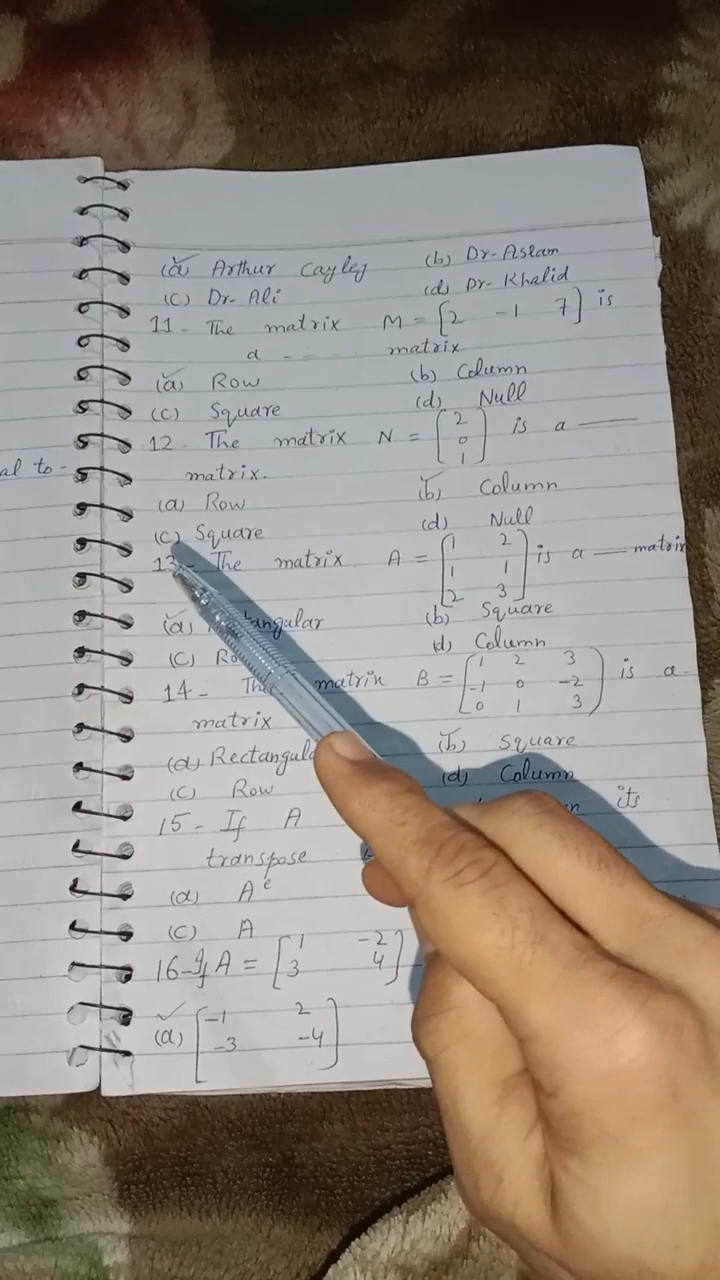 al to -
(a) Arthur Cayley (b) Dr-Aslam
(c) Dr- Ali (d) Dr- Khalid
11- The matrix M = [2 -1 7] is
a - - - - matrix
(a) Row (b) Column
(c) Square (d) Null
12- The matrix N = [2 0 1] is a ——
matrix.
(a) Row (b) Column
(c) Square (d) Null
13- The matrix A = [1 2 1 1 2 3] is a — matrix
(a) (b) Square
(c) (d) Column
14- The matrin B = [1 2 3 -1 0 -2 0 1 3] is a -
matrix
(a) (b) Square
(c) Row (d) Column
15- If A its
transpose
(a) Aᵉ
(c) A
16- If A = [1 -2 3 4]
(a) [-1 2 -3 -4]